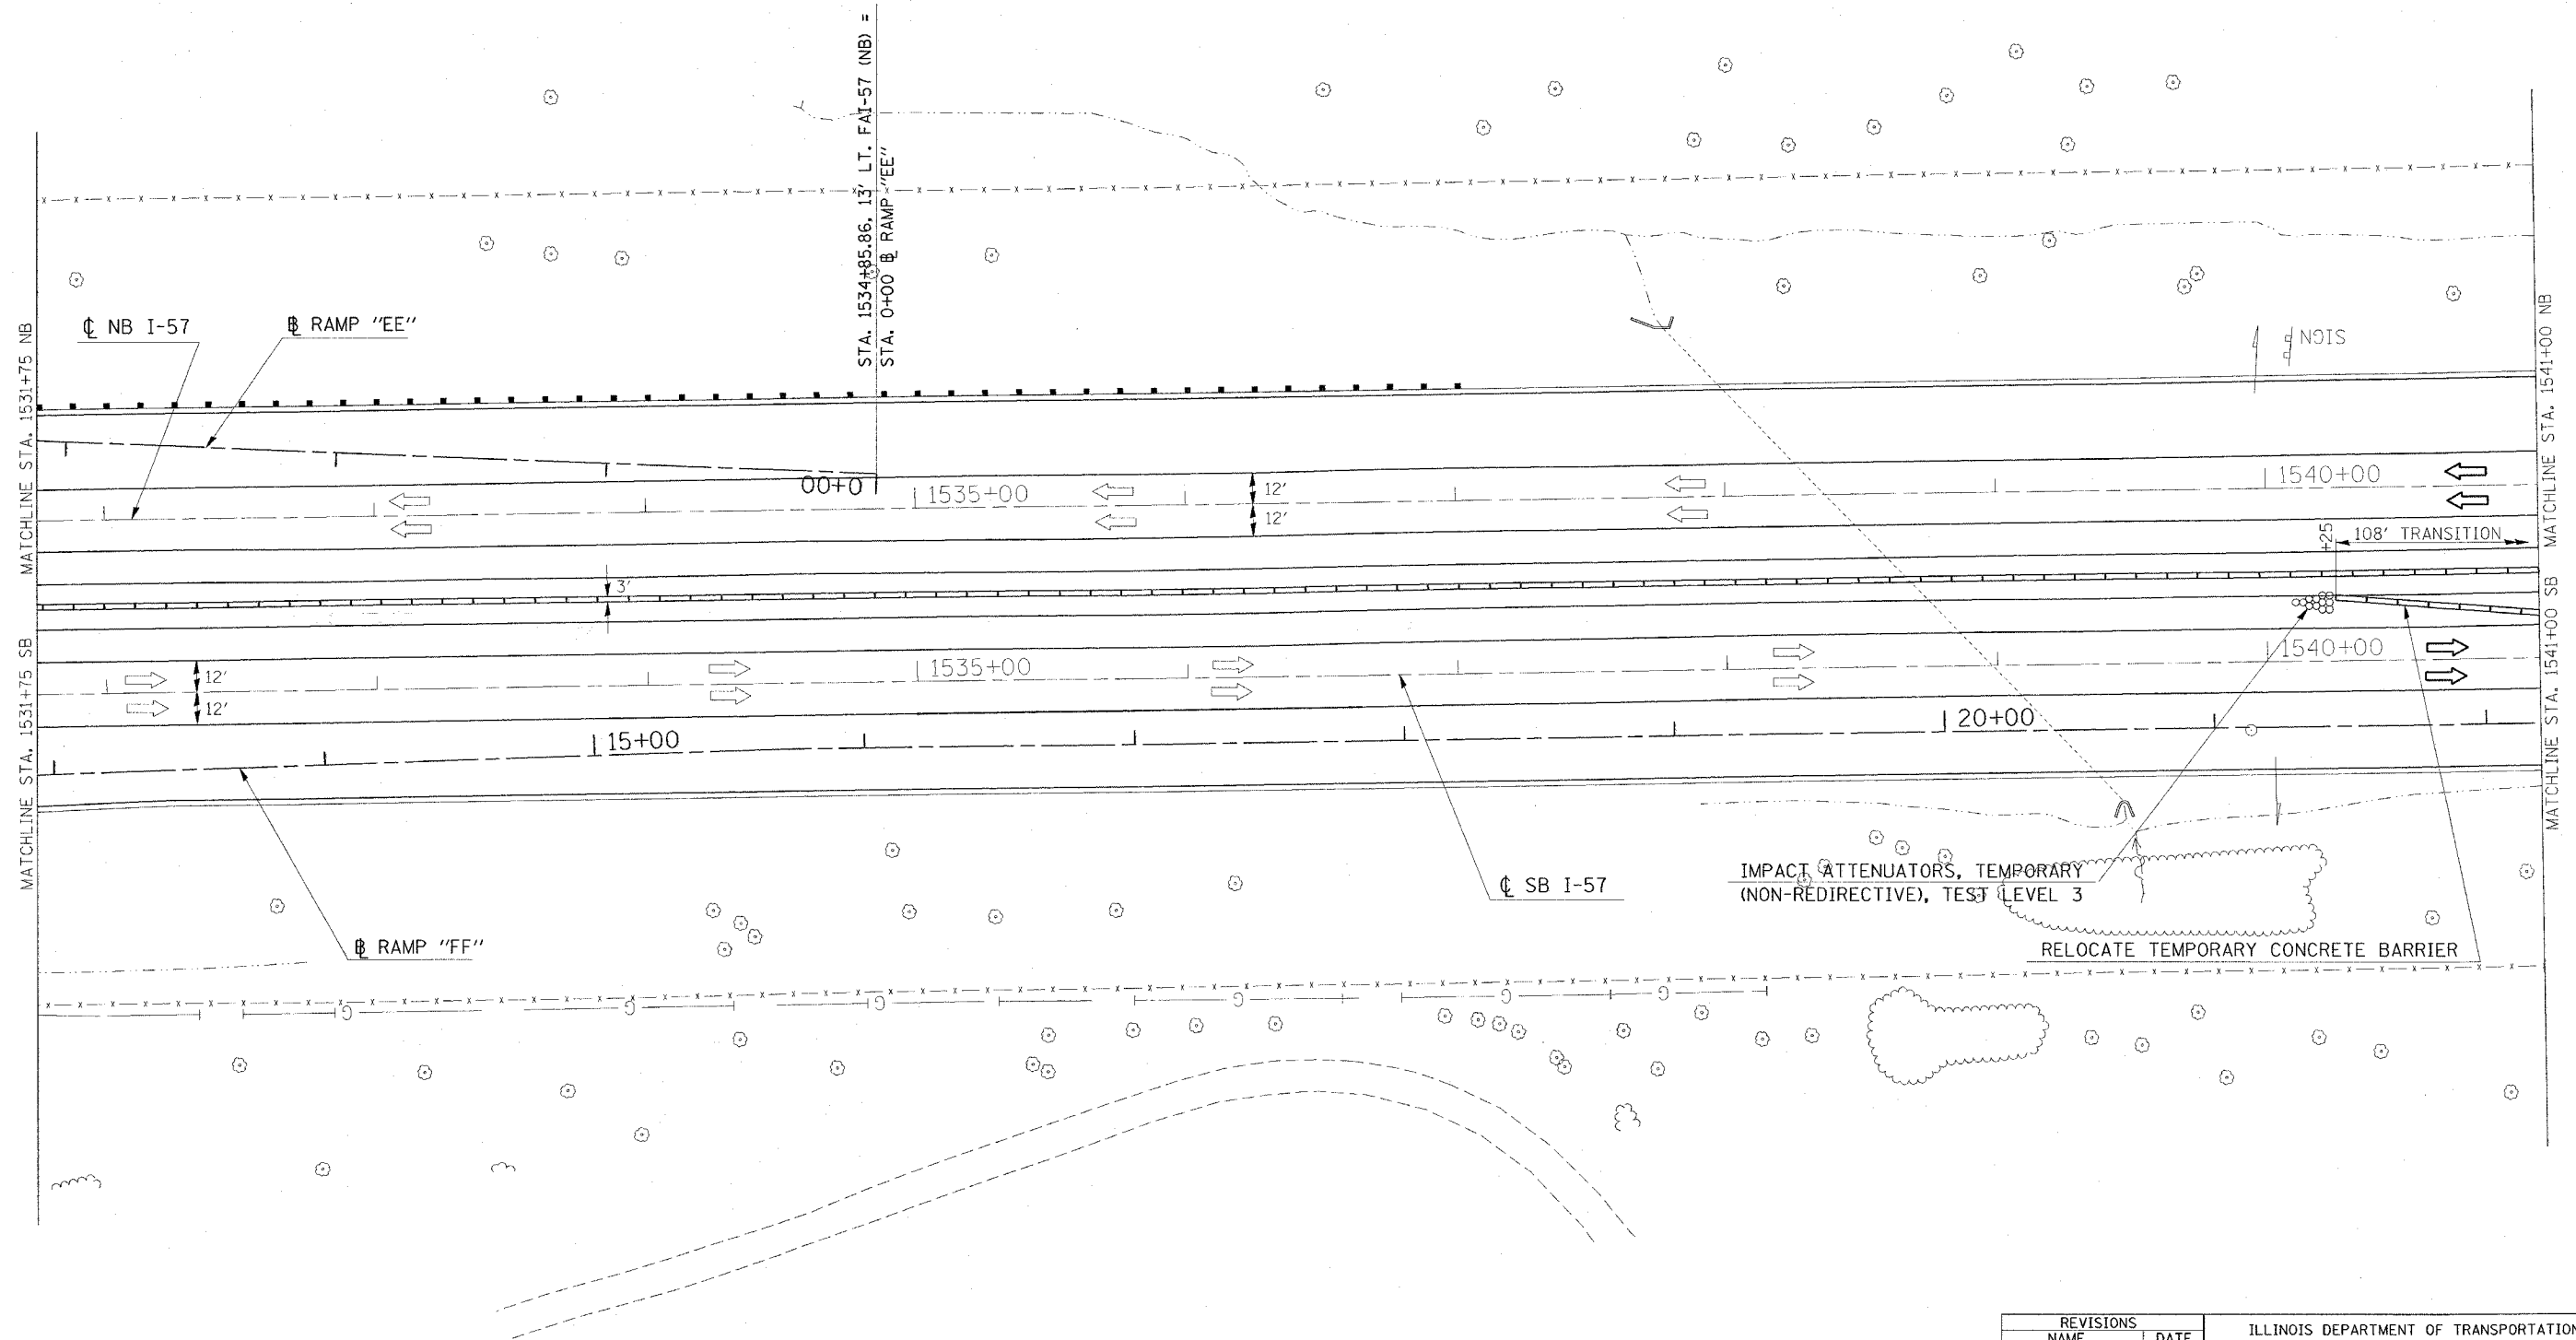 STA. 1534+85.86, 13' LT. FAI-57 (NB) =
STA. 0+00 ⅊ RAMP "EE"
℄ NB I-57
⅊ RAMP "EE"
SIGN
MATCHLINE STA. 1531+75 NB
MATCHLINE STA. 1541+00 NB
0+00
1535+00
12'
12'
1540+00
+25
108' TRANSITION
3'
MATCHLINE STA. 1531+75 SB
MATCHLINE STA. 1541+00 SB
12'
12'
1535+00
1540+00
15+00
20+00
℄ SB I-57
IMPACT ATTENUATORS, TEMPORARY
(NON-REDIRECTIVE), TEST LEVEL 3
⅊ RAMP "FF"
RELOCATE TEMPORARY CONCRETE BARRIER
G G G G G G
REVISIONS
NAME DATE
ILLINOIS DEPARTMENT OF TRANSPORTATION